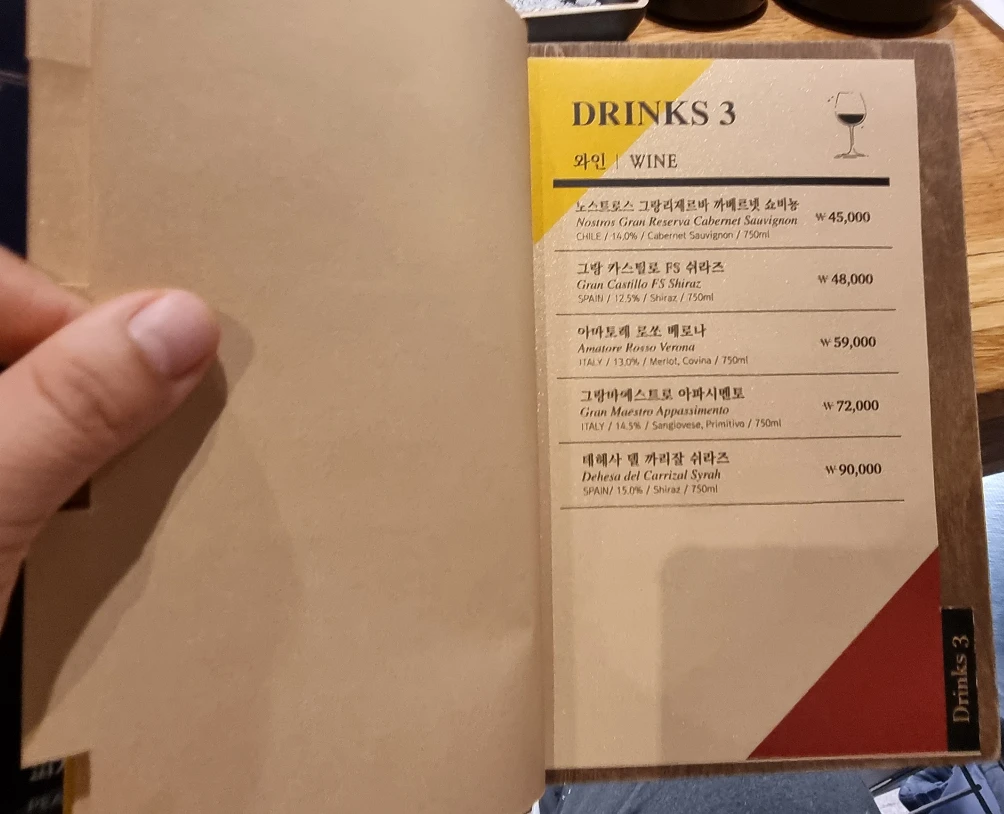 DRINKS 3
와인 | WINE
노스트로스 그랑리제르바 까베르넷 쇼비뇽
Nostros Gran Reserva Cabernet Sauvignon
₩ 45,000
CHILE / 14.0% / Cabernet Sauvignon / 750ml
그랑 카스틸로 FS 쉬라즈
Gran Castillo FS Shiraz
₩ 48,000
SPAIN / 12.5% / Shiraz / 750ml
아마토레 로쏘 베로나
Amatore Rosso Verona
₩ 59,000
ITALY / 13.0% / Merlot, Covina / 750ml
그랑마에스트로 아파시멘토
Gran Maestro Appassimento
₩ 72,000
ITALY / 14.5% / Sangiovese, Primitivo / 750ml
데헤사 델 까리잘 쉬라즈
Dehesa del Carrizal Syrah
₩ 90,000
SPAIN/ 15.0% / Shiraz / 750ml
Drinks 3